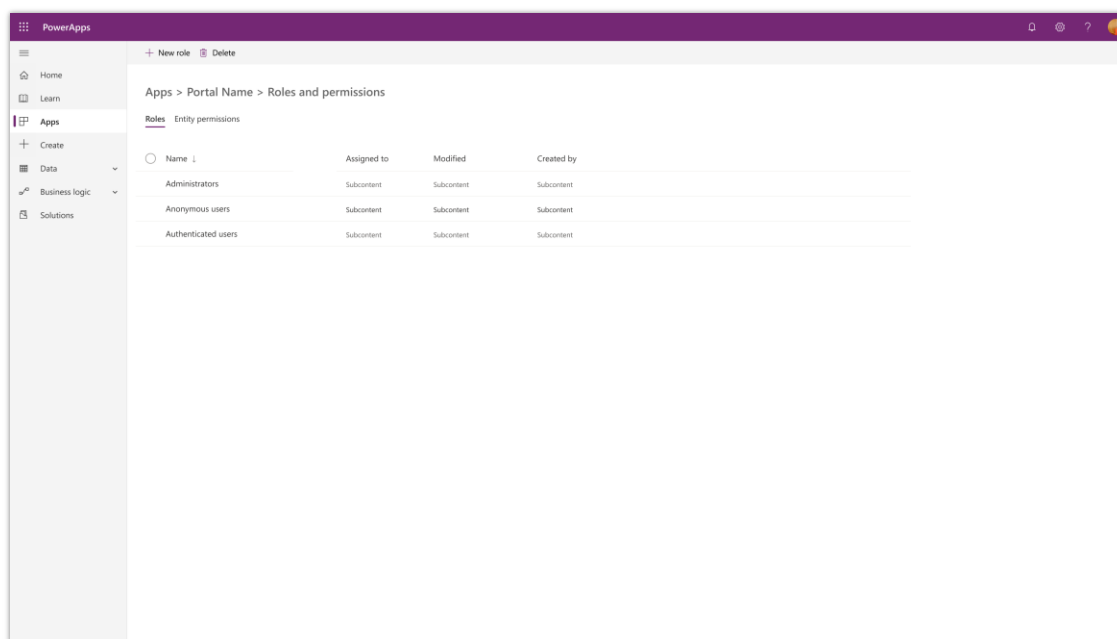 PowerApps
?
New role Delete
Home
Learn
Apps
Create
Data
Business logic
Solutions
Apps > Portal Name > Roles and permissions
Roles Entity permissions
Name ↓ Assigned to Modified Created by
Administrators Subcontent Subcontent Subcontent
Anonymous users Subcontent Subcontent Subcontent
Authenticated users Subcontent Subcontent Subcontent